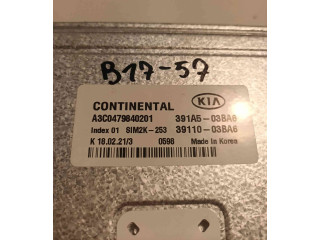 B17-57
CONTINENTAL KIA
A3C0479840201 391A5-03BA6
Index 01 SIM2K-253 39110-03BA6
K 18.02.21/3 0598 Made in Korea